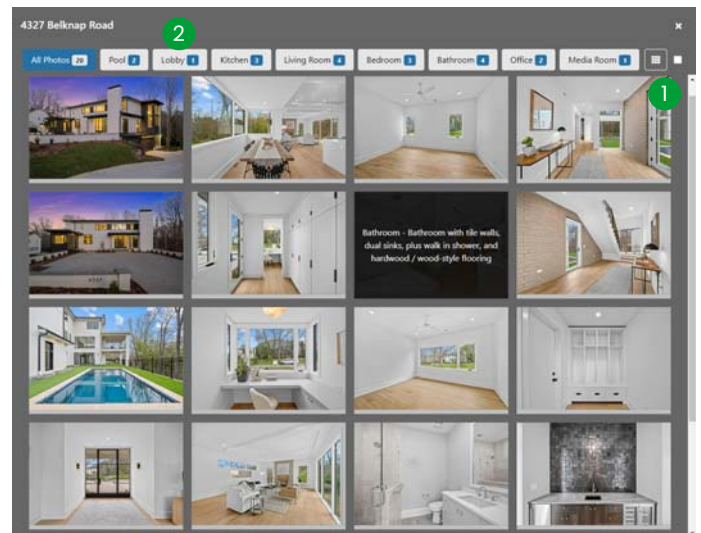 4327 Belknap Road
×
2
All Photos 20 Pool 2 Lobby 1 Kitchen 3 Living Room 4 Bedroom 3 Bathroom 4 Office 2 Media Room 1
1
Bathroom - Bathroom with tile walls,
dual sinks, plus walk in shower, and
hardwood / wood-style flooring